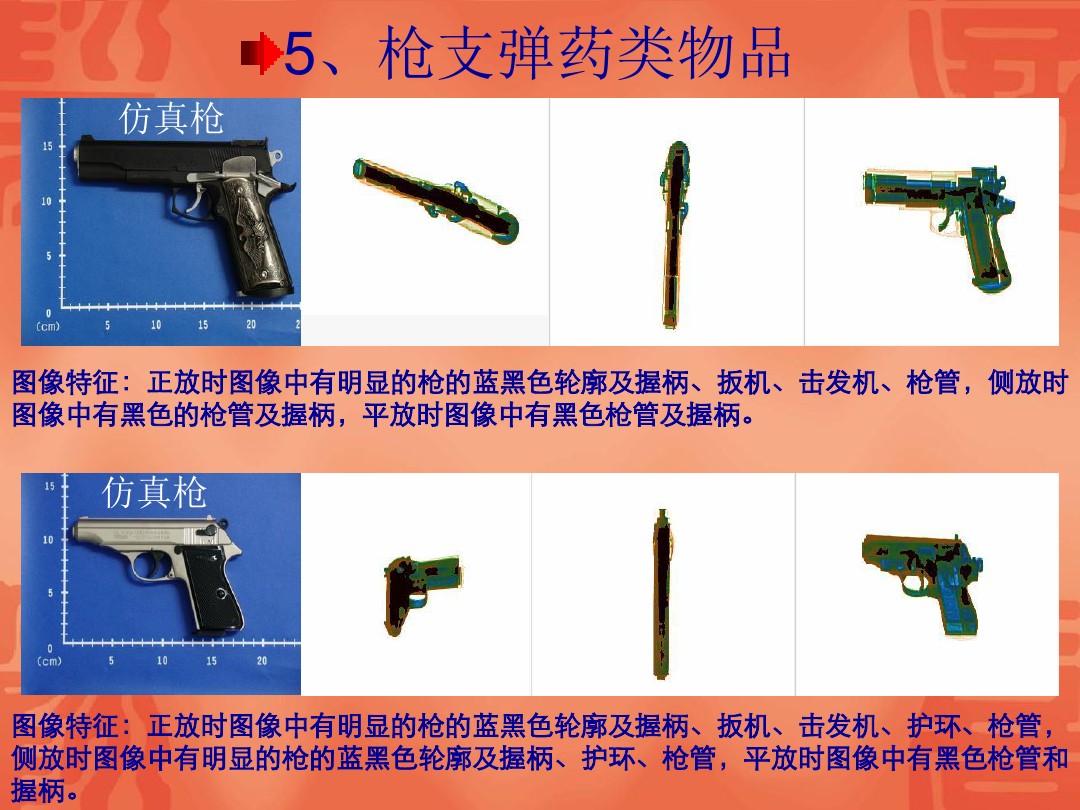 5、枪支弹药类物品
仿真枪
15
10
5
0
(cm) 5 10 15 20 2
图像特征：正放时图像中有明显的枪的蓝黑色轮廓及握柄、扳机、击发机、枪管，侧放时
图像中有黑色的枪管及握柄，平放时图像中有黑色枪管及握柄。
仿真枪
15
10
5
0
(cm) 5 10 15 20
图像特征：正放时图像中有明显的枪的蓝黑色轮廓及握柄、扳机、击发机、护环、枪管，
侧放时图像中有明显的枪的蓝黑色轮廓及握柄、护环、枪管，平放时图像中有黑色枪管和
握柄。